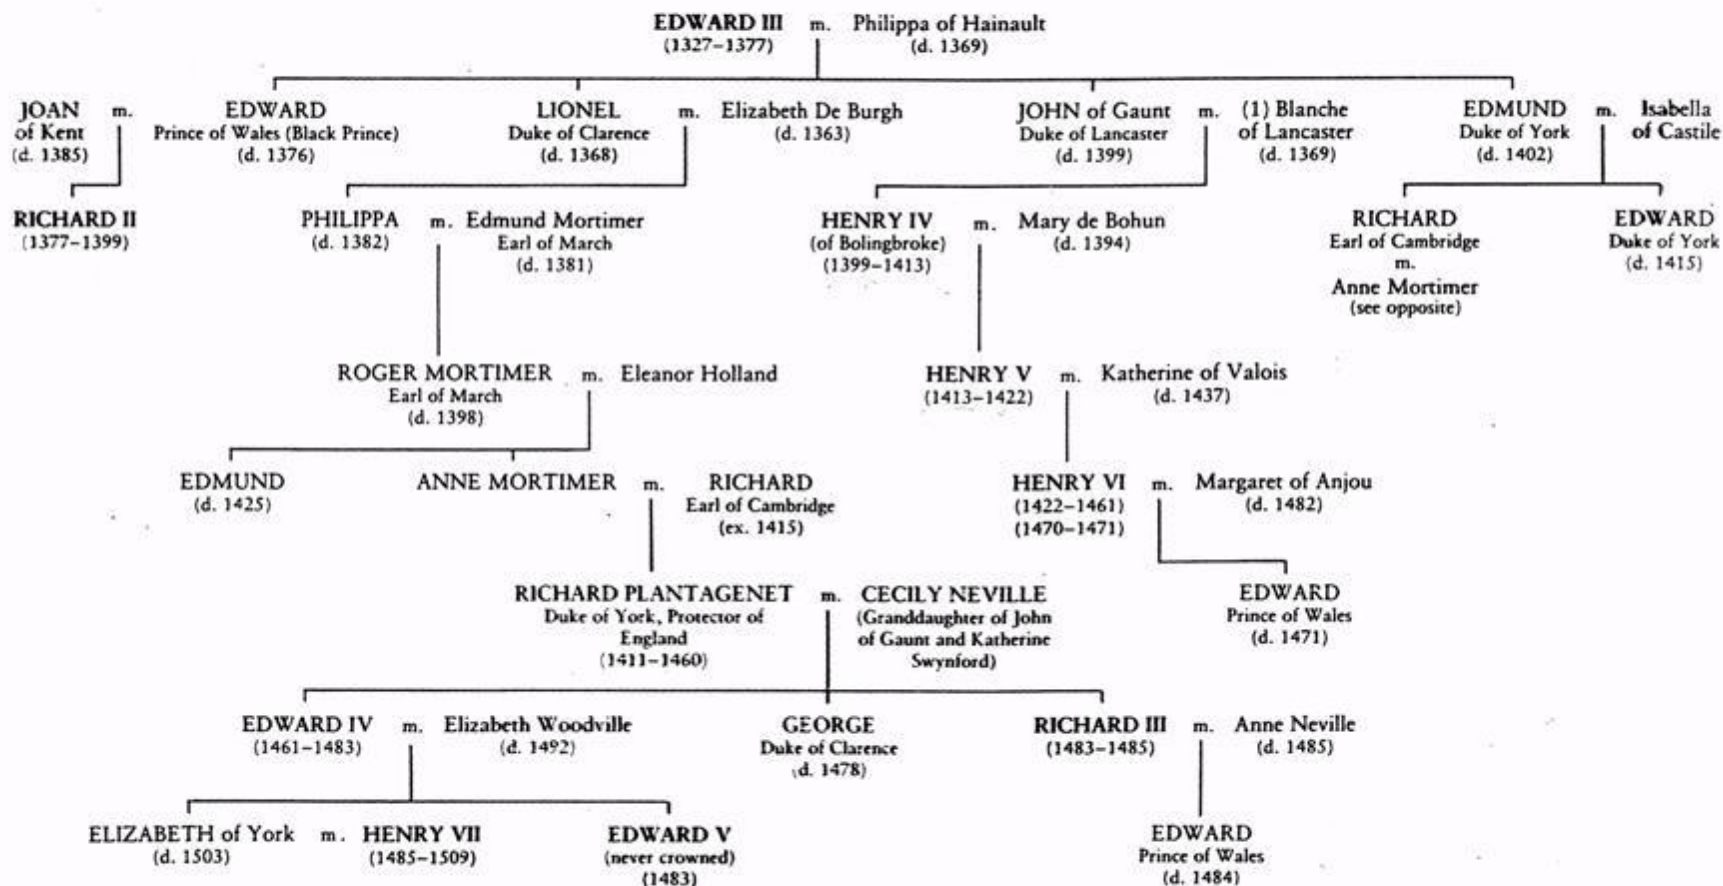 EDWARD III m. Philippa of Hainault
(1327–1377) (d. 1369)
JOAN m. EDWARD LIONEL m. Elizabeth De Burgh JOHN of Gaunt m. (1) Blanche EDMUND m. Isabella
of Kent Prince of Wales (Black Prince) Duke of Clarence (d. 1363) Duke of Lancaster of Lancaster Duke of York of Castile
(d. 1385) (d. 1376) (d. 1368) (d. 1399) (d. 1369) (d. 1402)
RICHARD II PHILIPPA m. Edmund Mortimer HENRY IV m. Mary de Bohun RICHARD EDWARD
(1377–1399) (d. 1382) Earl of March (of Bolingbroke) (d. 1394) Earl of Cambridge Duke of York
(d. 1381) (1399–1413) m. (d. 1415)
Anne Mortimer
(see opposite)
ROGER MORTIMER m. Eleanor Holland HENRY V m. Katherine of Valois
Earl of March (1413–1422) (d. 1437)
(d. 1398)
EDMUND ANNE MORTIMER m. RICHARD HENRY VI m. Margaret of Anjou
(d. 1425) Earl of Cambridge (1422–1461) (d. 1482)
(ex. 1415) (1470–1471)
RICHARD PLANTAGENET m. CECILY NEVILLE EDWARD
Duke of York, Protector of (Granddaughter of John Prince of Wales
England of Gaunt and Katherine (d. 1471)
(1411–1460) Swynford)
EDWARD IV m. Elizabeth Woodville GEORGE RICHARD III m. Anne Neville
(1461–1483) (d. 1492) Duke of Clarence (1483–1485) (d. 1485)
(d. 1478)
ELIZABETH of York m. HENRY VII EDWARD V EDWARD
(d. 1503) (1485–1509) (never crowned) Prince of Wales
(1483) (d. 1484)